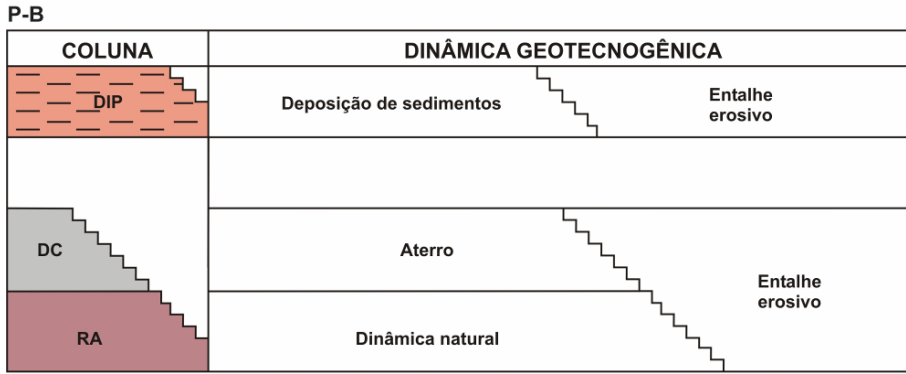 P-B
COLUNA
DINÂMICA GEOTECNOGÊNICA
DIP
Deposição de sedimentos
Entalhe
erosivo
DC
Aterro
Entalhe
erosivo
RA
Dinâmica natural